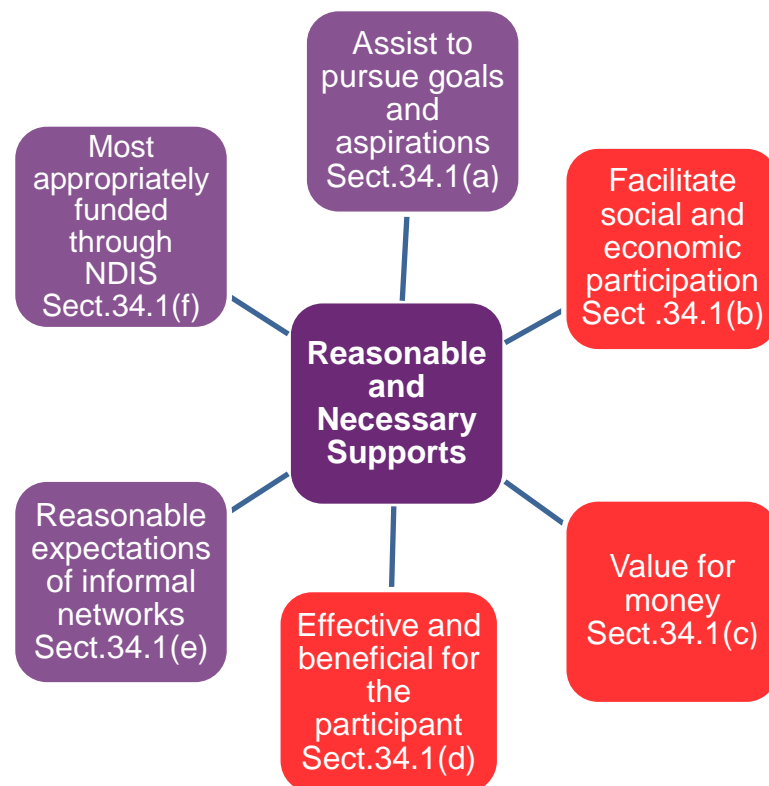 Assist to
pursue goals
and
aspirations
Sect.34.1(a)
Most
appropriately
funded
through
NDIS
Sect.34.1(f)
Facilitate
social and
economic
participation
Sect .34.1(b)
Reasonable
and
Necessary
Supports
Reasonable
expectations
of informal
networks
Sect.34.1(e)
Value for
money
Sect.34.1(c)
Effective and
beneficial for
the
participant
Sect.34.1(d)